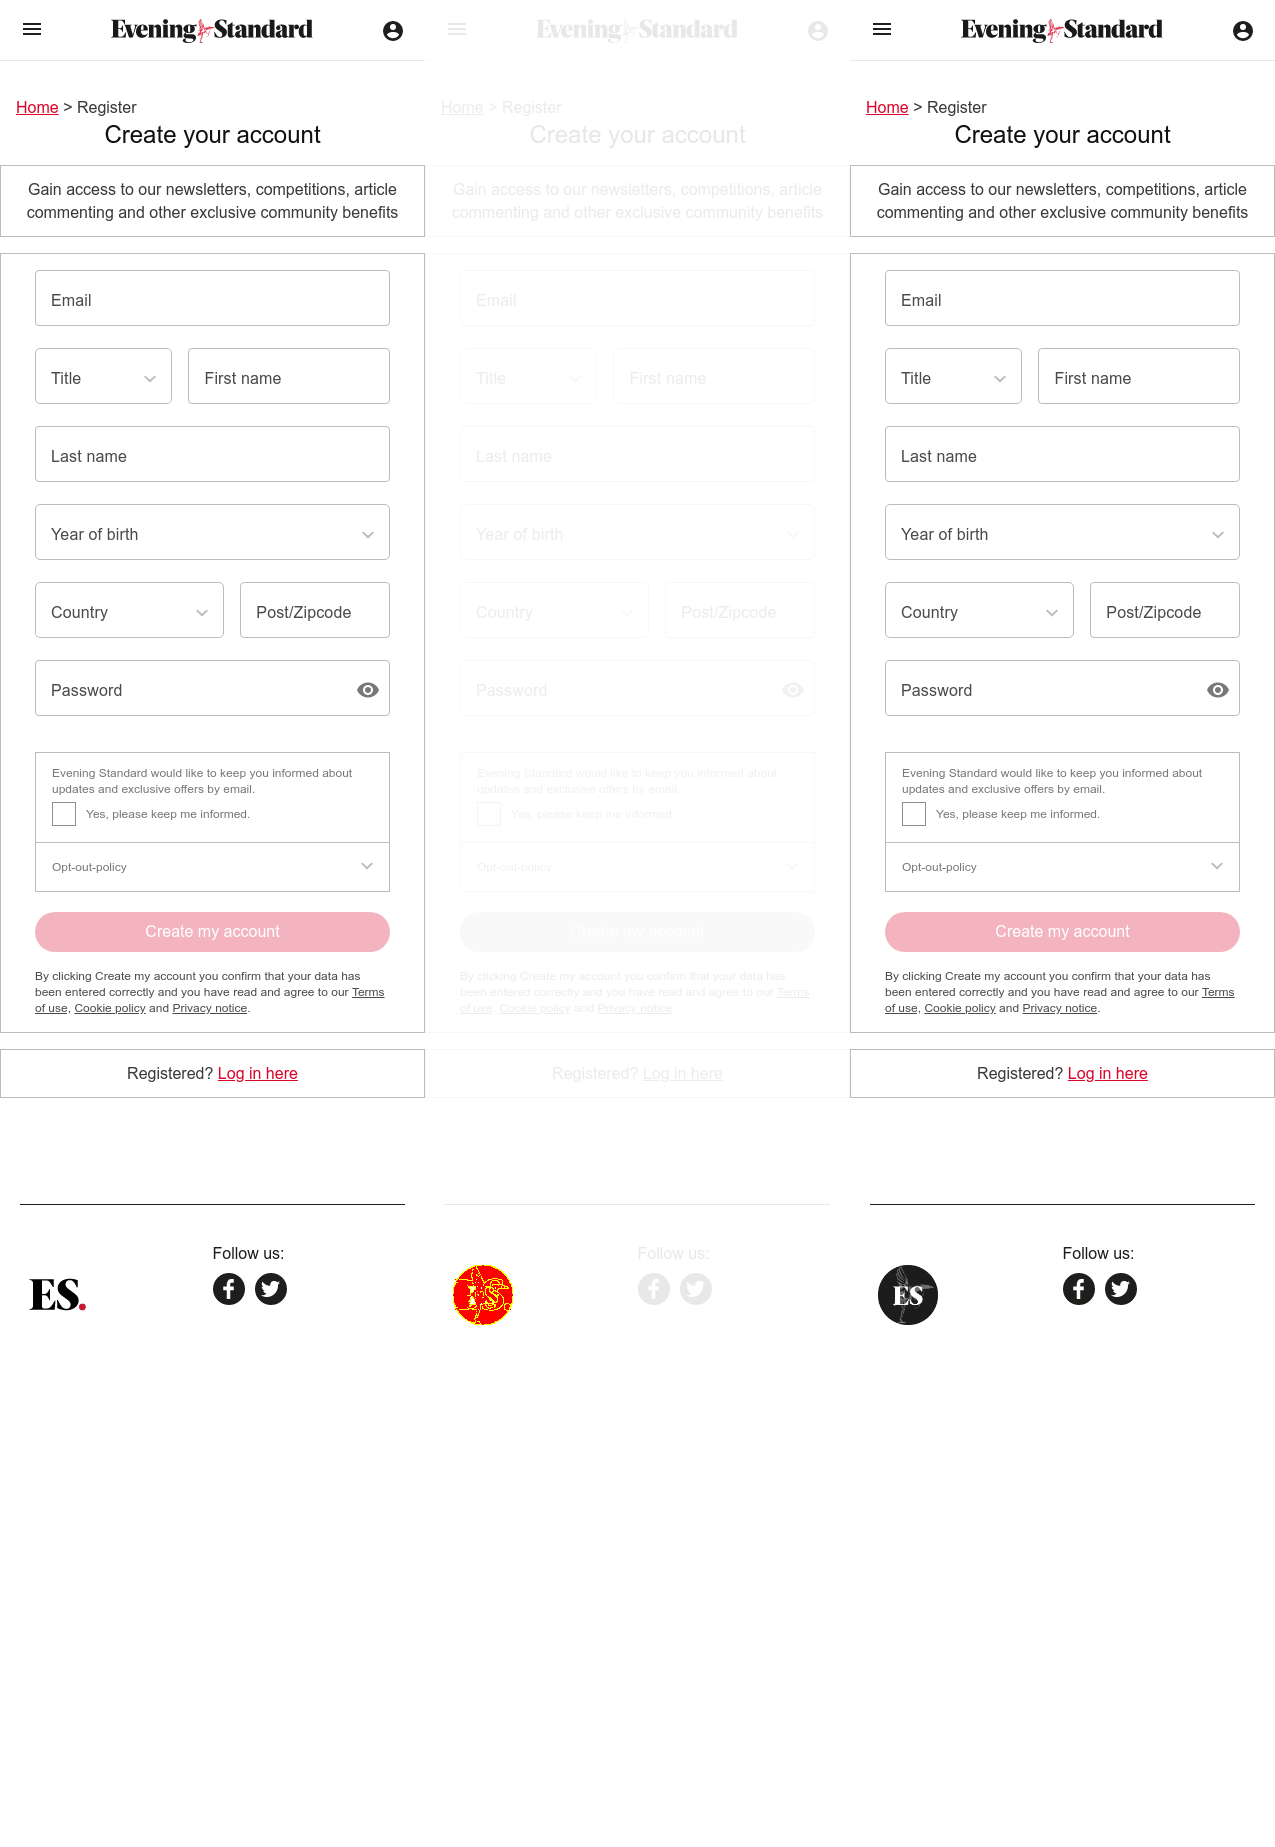 Evening Standard
Home > Register
Create your account
Gain access to our newsletters, competitions, article
commenting and other exclusive community benefits
Email
Title
First name
Last name
Year of birth
Country
Post/Zipcode
Password
Evening Standard would like to keep you informed about
updates and exclusive offers by email.
Yes, please keep me informed.
Opt-out-policy
Create my account
By clicking Create my account you confirm that your data has
been entered correctly and you have read and agree to our Terms
of use, Cookie policy and Privacy notice.
Registered? Log in here
Follow us:
ES.
Evening Standard
Home > Register
Create your account
Gain access to our newsletters, competitions, article
commenting and other exclusive community benefits
Email
Title
First name
Last name
Year of birth
Country
Post/Zipcode
Password
Evening Standard would like to keep you informed about
updates and exclusive offers by email.
Yes, please keep me informed.
Opt-out-policy
Create my account
By clicking Create my account you confirm that your data has
been entered correctly and you have read and agree to our Terms
of use, Cookie policy and Privacy notice.
Registered? Log in here
Follow us:
ES.
Evening Standard
Home > Register
Create your account
Gain access to our newsletters, competitions, article
commenting and other exclusive community benefits
Email
Title
First name
Last name
Year of birth
Country
Post/Zipcode
Password
Evening Standard would like to keep you informed about
updates and exclusive offers by email.
Yes, please keep me informed.
Opt-out-policy
Create my account
By clicking Create my account you confirm that your data has
been entered correctly and you have read and agree to our Terms
of use, Cookie policy and Privacy notice.
Registered? Log in here
Follow us:
ES